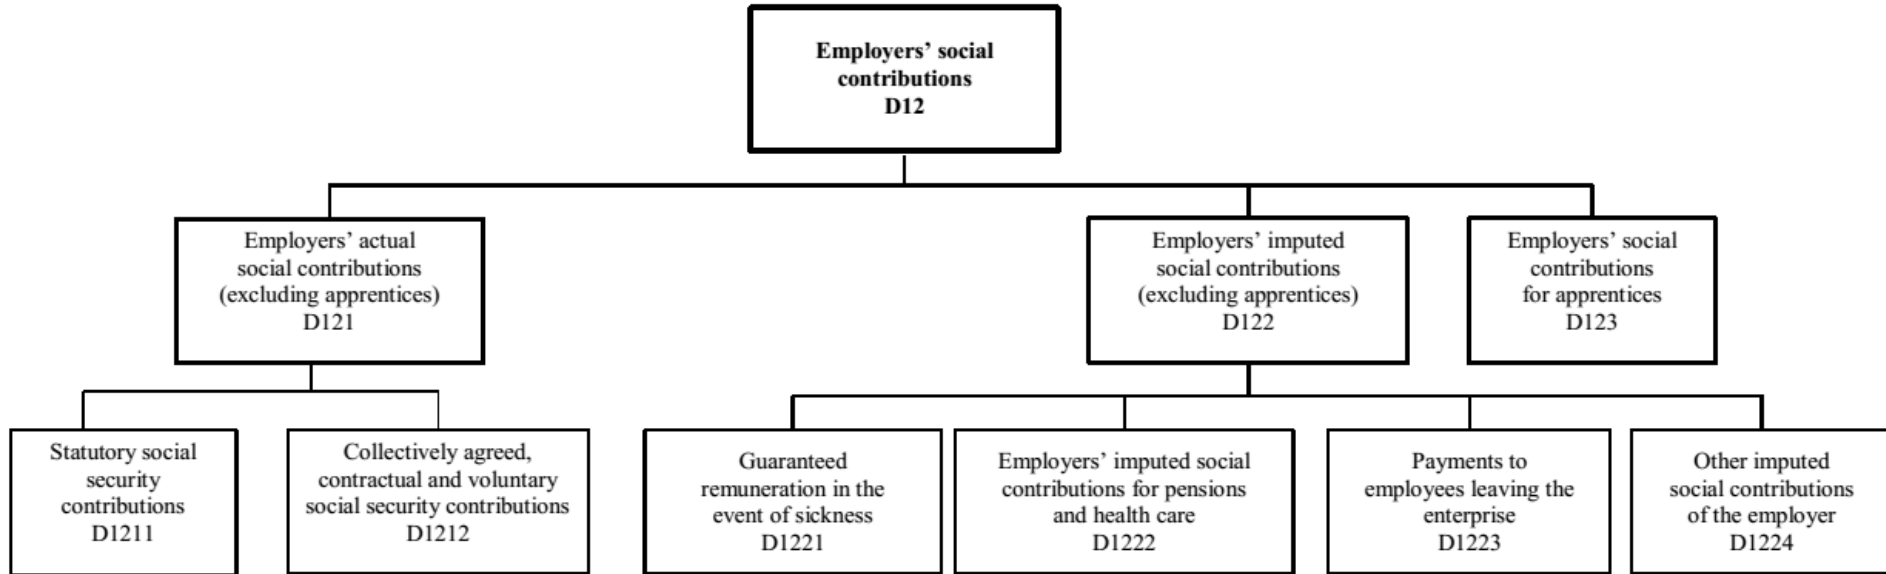 Employers’ social
contributions
D12
Employers’ actual
social contributions
(excluding apprentices)
D121
Employers’ imputed
social contributions
(excluding apprentices)
D122
Employers’ social
contributions
for apprentices
D123
Statutory social
security
contributions
D1211
Collectively agreed,
contractual and voluntary
social security contributions
D1212
Guaranteed
remuneration in the
event of sickness
D1221
Employers’ imputed social
contributions for pensions
and health care
D1222
Payments to
employees leaving the
enterprise
D1223
Other imputed
social contributions
of the employer
D1224